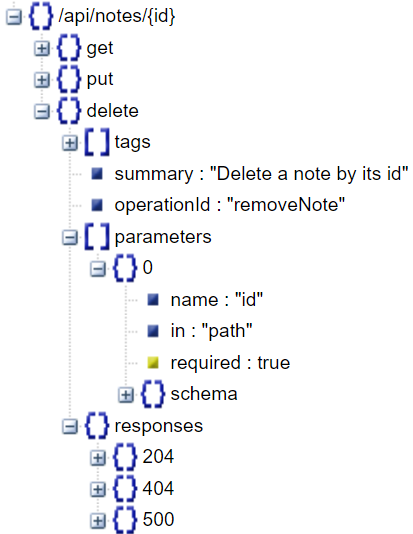 /api/notes/{id}
get
put
delete
tags
summary : "Delete a note by its id"
operationId : "removeNote"
parameters
0
name : "id"
in : "path"
required : true
schema
responses
204
404
500